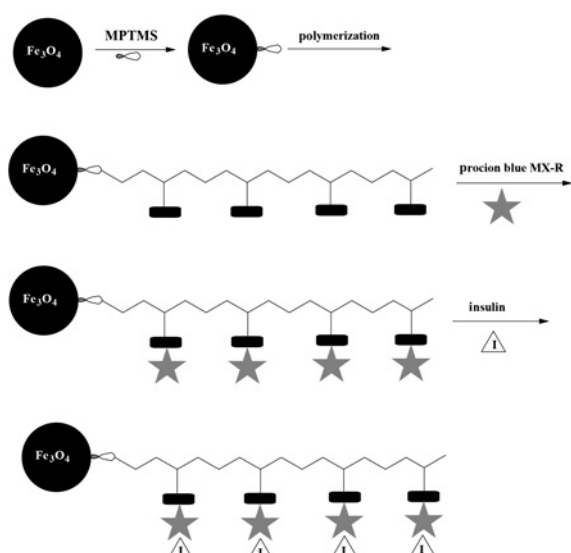 Fe3O4 MPTMS Fe3O4 polymerization
Fe3O4 procion blue MX-R
Fe3O4 insulin
I
Fe3O4
I I I I